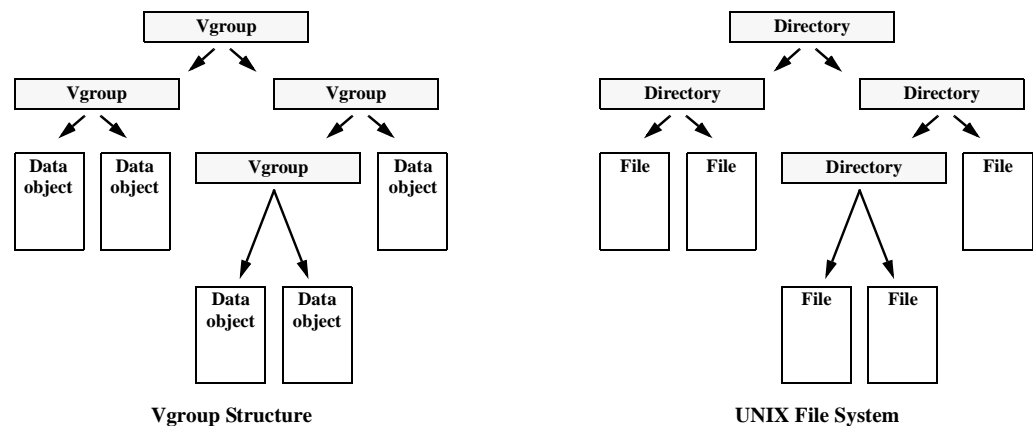 Vgroup
Vgroup
Vgroup
Data
object
Data
object
Vgroup
Data
object
Data
object
Data
object
Vgroup Structure
Directory
Directory
Directory
File
File
Directory
File
File
File
UNIX File System